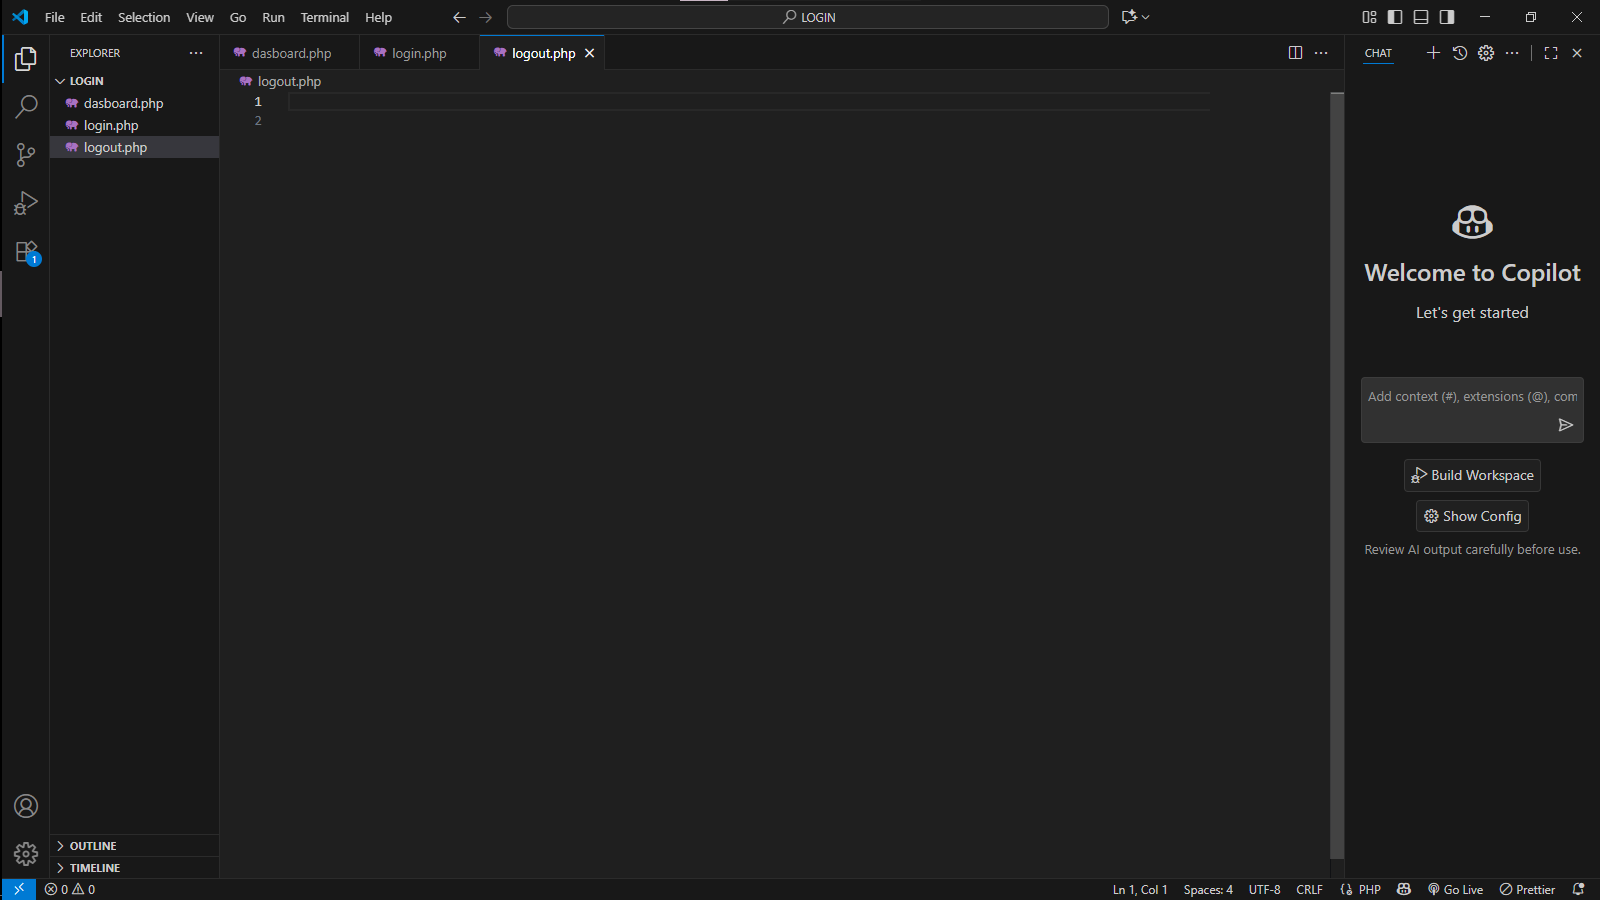 File Edit Selection View Go Run Terminal Help
LOGIN
EXPLORER
LOGIN
dasboard.php
login.php
logout.php
1
OUTLINE
TIMELINE
dasboard.php
login.php
logout.php
logout.php
1
2
CHAT
Welcome to Copilot
Let's get started
Add context (#), extensions (@), com
Build Workspace
Show Config
Review AI output carefully before use.
0 0
Ln 1, Col 1 Spaces: 4 UTF-8 CRLF PHP Go Live Prettier